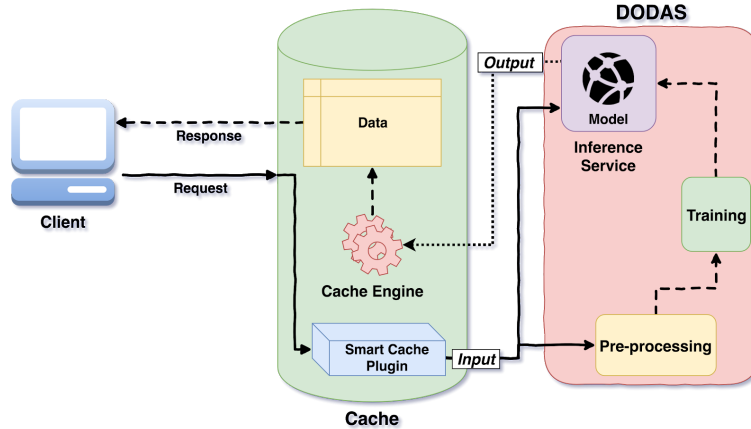 DODAS
Output
Data
Model
Response
Inference
Service
Request
Client
Training
Cache Engine
Smart Cache
Plugin
Input
Pre-processing
Cache